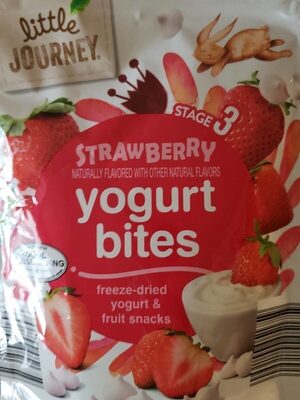 little
JOURNEY.
STAGE 3
STRAWBERRY
NATURALLY FLAVORED WITH OTHER NATURAL FLAVORS
yogurt
bites
freeze-dried
yogurt &
fruit snacks